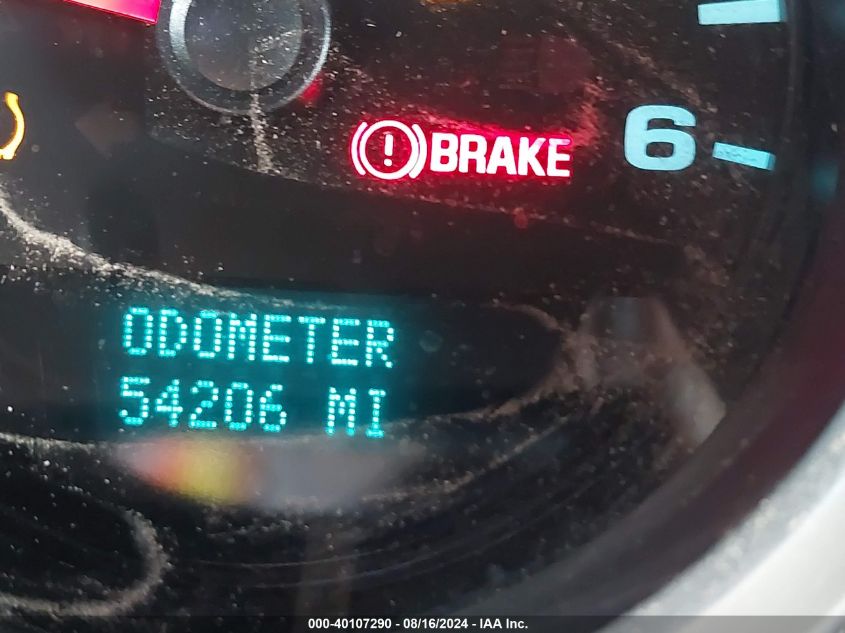 BRAKE
6
ODOMETER
54206 MI
000-40107290 - 08/16/2024 - IAA Inc.